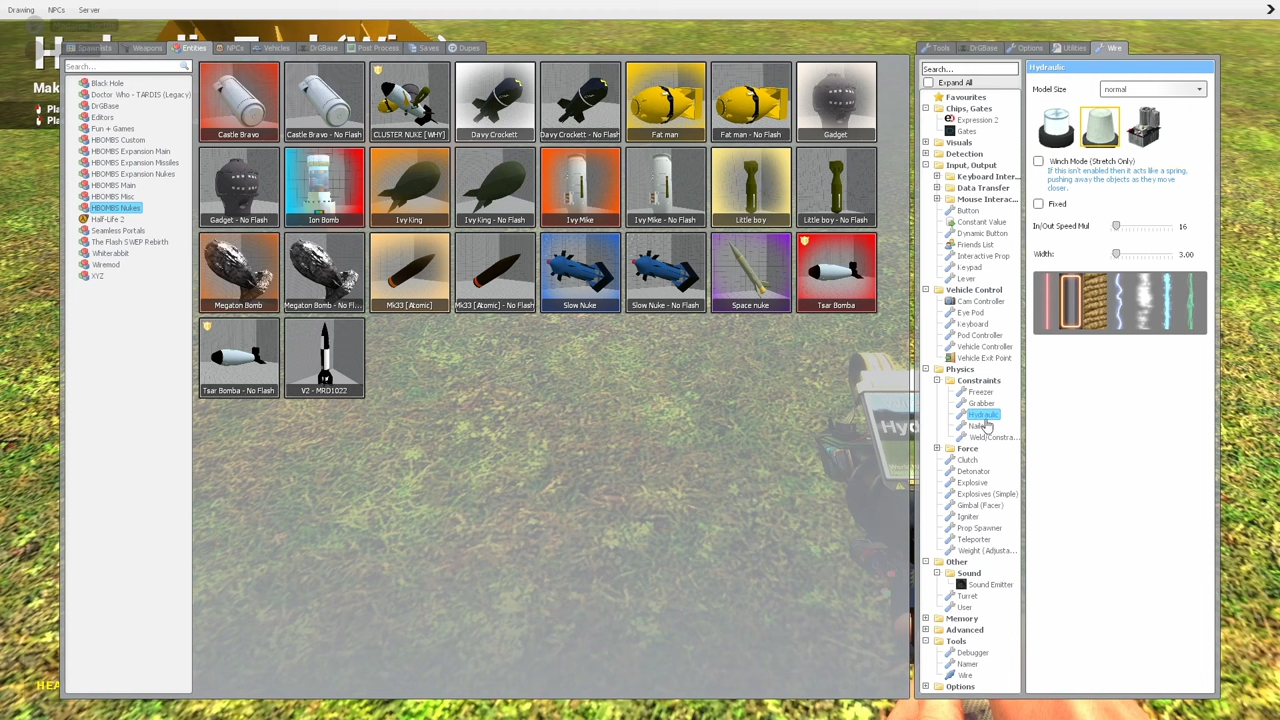 Drawing NPCs Server
Spawnlists Weapons Entities NPCs Vehicles DrGBase Post Process Saves Dupes
Search...
Black Hole
Doctor Who - TARDIS (Legacy)
DrGBase
Editors
Fun + Games
HBOMBS Custom
HBOMBS Expansion Main
HBOMBS Expansion Missiles
HBOMBS Expansion Nukes
HBOMBS Main
HBOMBS Misc
HBOMBS Nukes
Half-Life 2
Seamless Portals
The Flash SWEP Rebirth
Whiterabbit
Wiremod
XYZ
Castle Bravo
Castle Bravo - No Flash
CLUSTER NUKE [WHY]
Davy Crockett
Davy Crockett - No Flash
Fat man
Fat man - No Flash
Gadget
Gadget - No Flash
Ion Bomb
Ivy King
Ivy King - No Flash
Ivy Mike
Ivy Mike - No Flash
Little boy
Little boy - No Flash
Megaton Bomb
Megaton Bomb - No Fl...
Mk33 [Atomic]
Mk33 [Atomic] - No Flash
Slow Nuke
Slow Nuke - No Flash
Space nuke
Tsar Bomba
Tsar Bomba - No Flash
V2 - MRD1022
Tools DrGBase Options Utilities Wire
Search...
Expand All
Favourites
Chips, Gates
Expression 2
Gates
Visuals
Detection
Input, Output
Keyboard Inter...
Data Transfer
Mouse Interac...
Button
Constant Value
Dynamic Button
Friends List
Interactive Prop
Keypad
Lever
Vehicle Control
Cam Controller
Eye Pod
Keyboard
Pod Controller
Vehicle Controller
Vehicle Exit Point
Physics
Constraints
Freezer
Grabber
Hydraulic
Weld/Constra...
Force
Clutch
Detonator
Explosive
Explosives (Simple)
Gimbal (Facer)
Igniter
Prop Spawner
Teleporter
Weight (Adjusta...
Other
Sound
Sound Emitter
Turret
User
Memory
Advanced
Tools
Debugger
Namer
Wire
Options
Hydraulic
Model Size normal
Winch Mode (Stretch Only)
If this isn't enabled then it acts like a spring,
pushing away the objects as they move
closer.
Fixed
In/Out Speed Mul 16
Width: 3.00